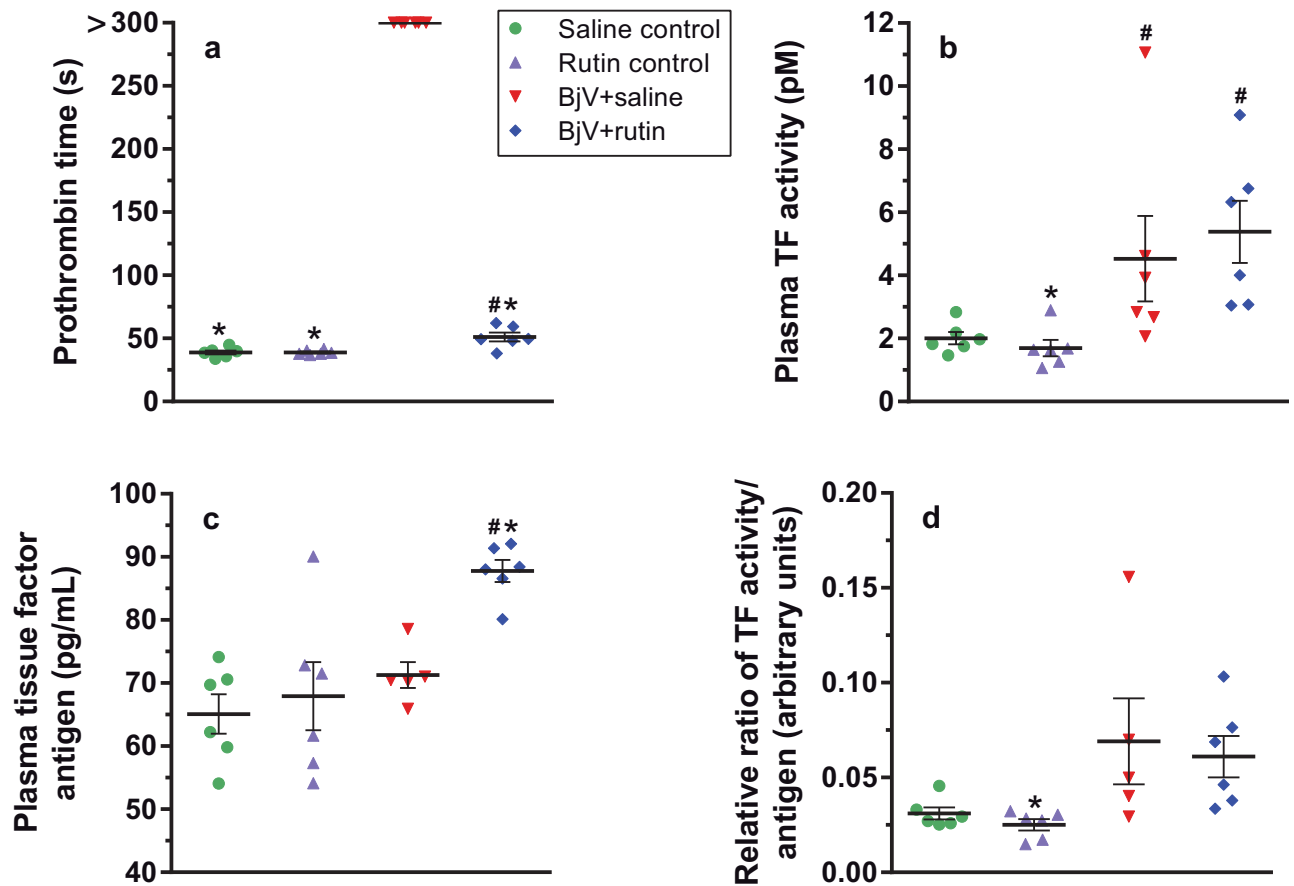 a
Prothrombin time (s)
>
300
250
200
150
100
50
0
*
*
#*
Saline control
Rutin control
BjV+saline
BjV+rutin
b
Plasma TF activity (pM)
12
10
8
6
4
2
0
*
#
#
c
Plasma tissue factor
antigen (pg/mL)
100
90
80
70
60
50
40
#*
d
Relative ratio of TF activity/
antigen (arbitrary units)
0.20
0.15
0.10
0.05
0.00
*